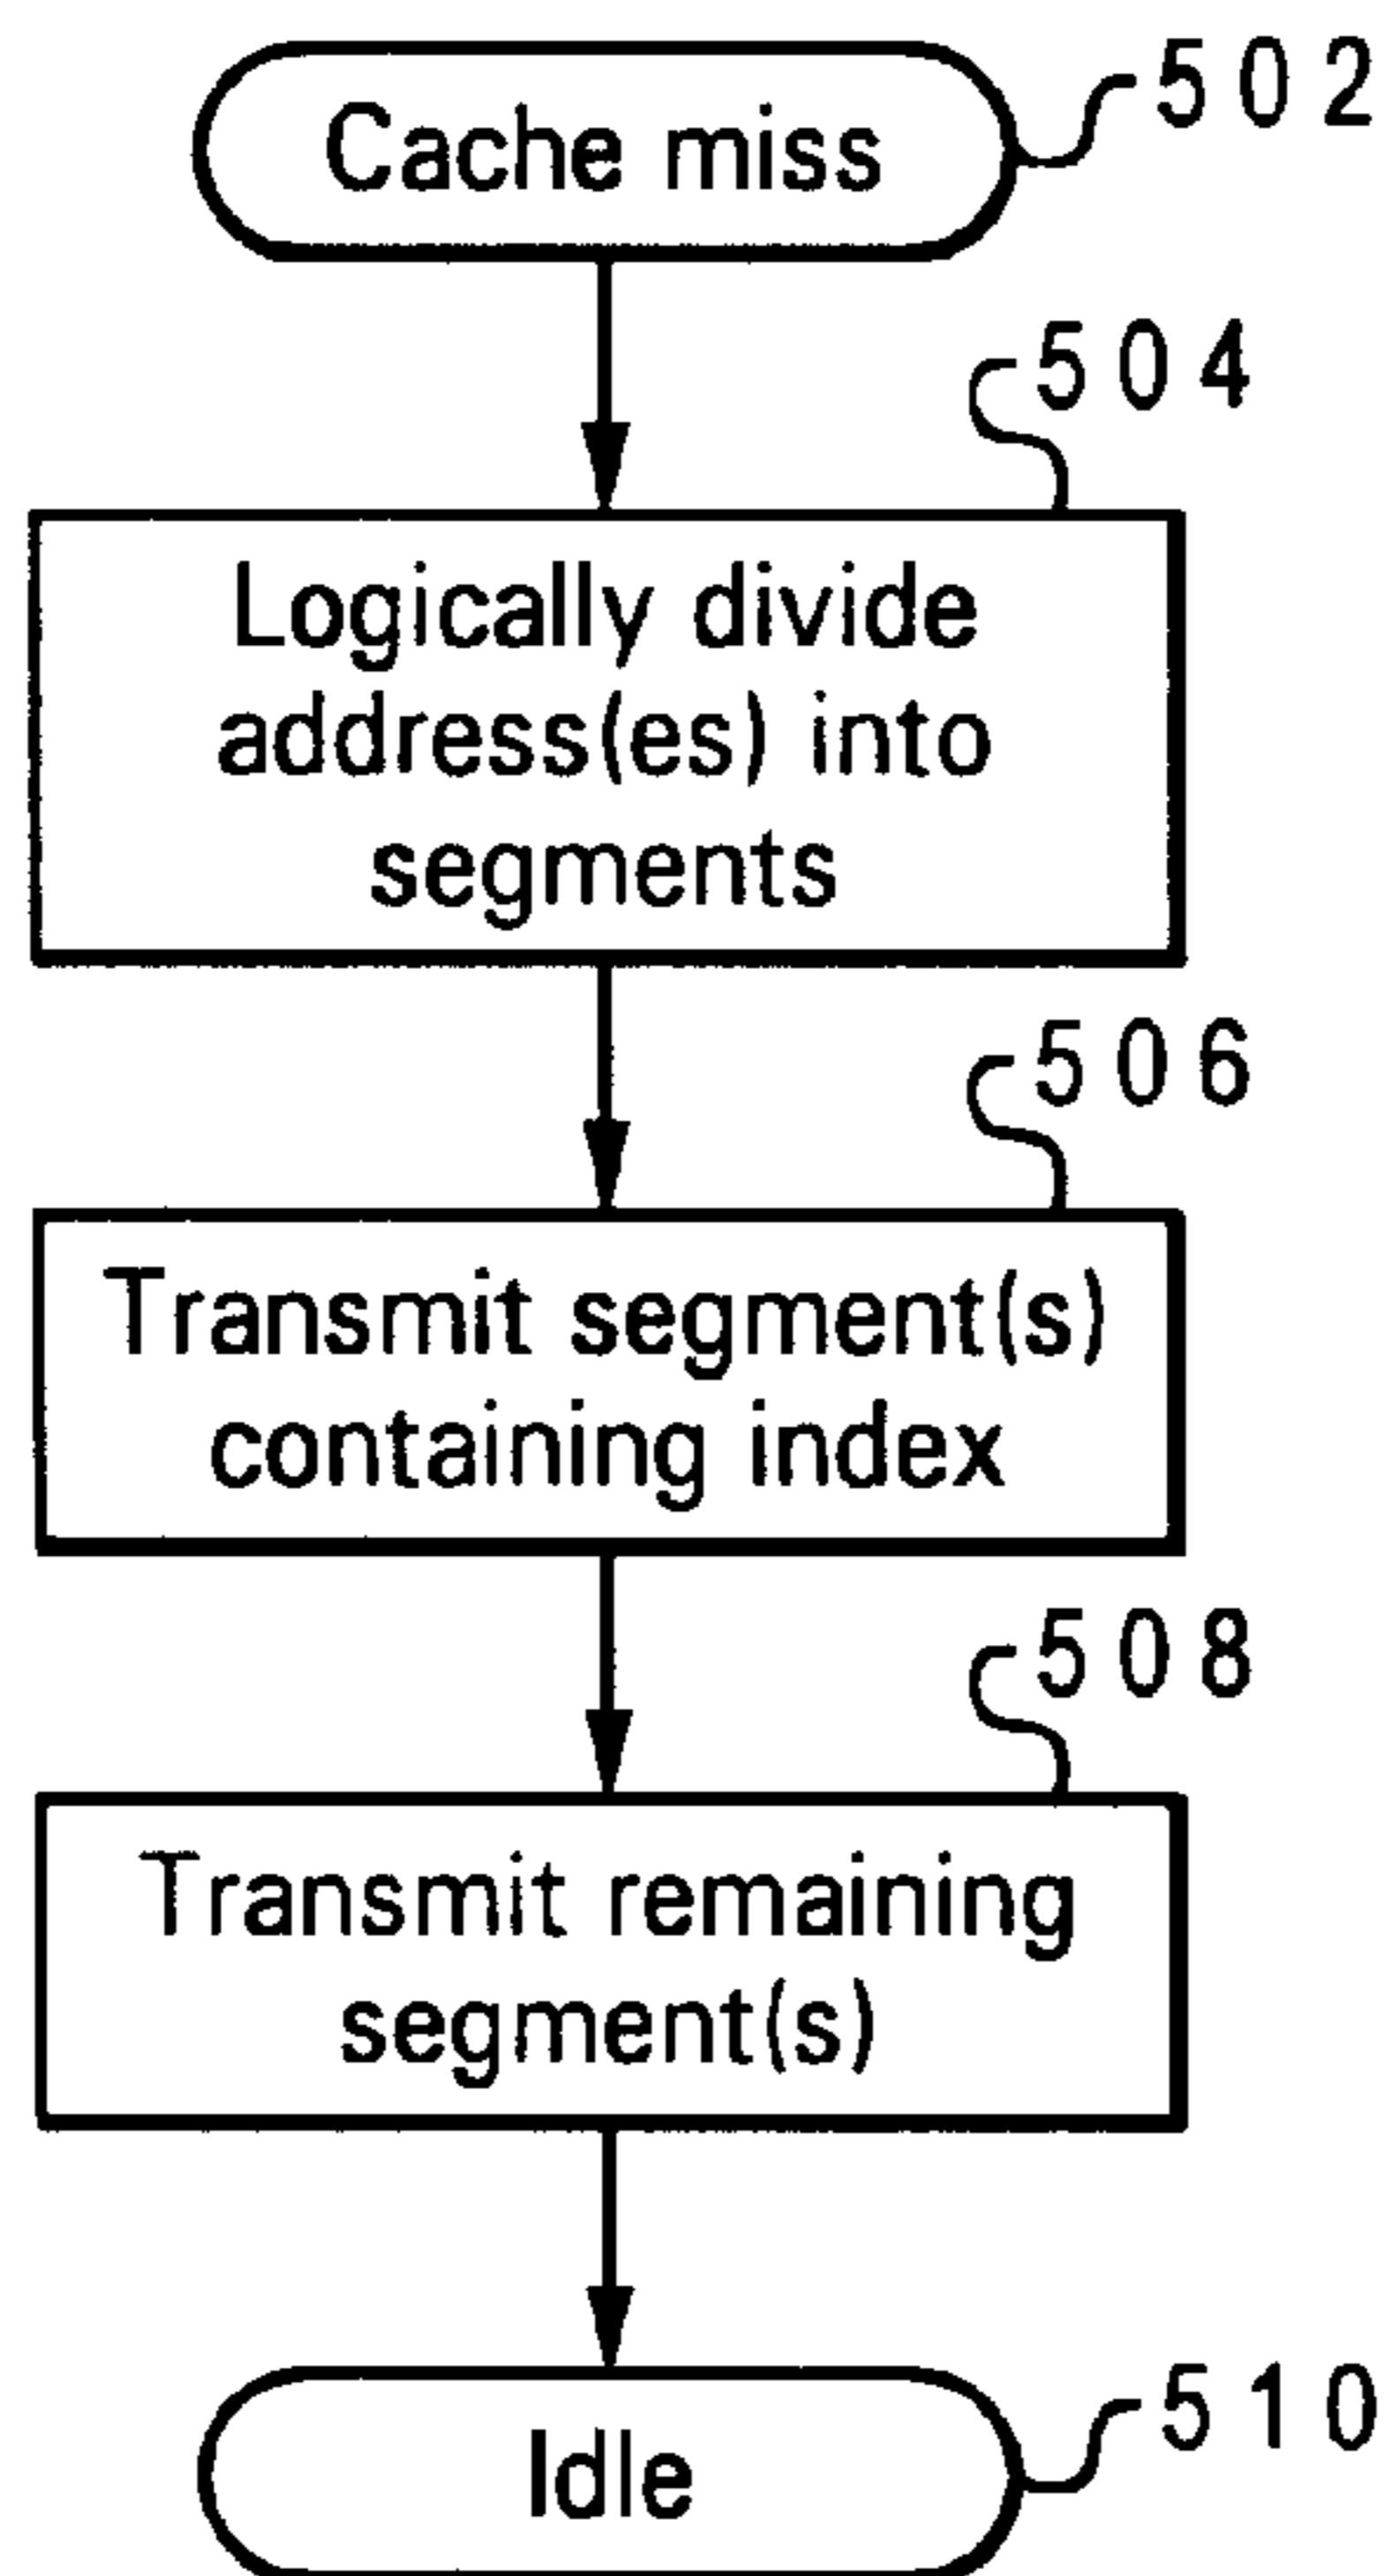 Cache miss
502
504
Logically divide
address(es) into
segments
506
Transmit segment(s)
containing index
508
Transmit remaining
segment(s)
Idle
510